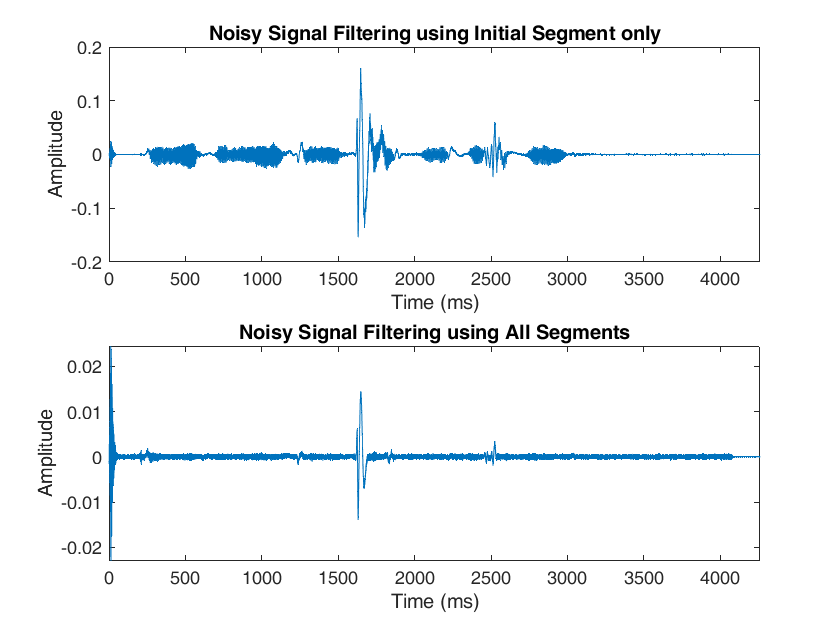 Noisy Signal Filtering using Initial Segment only
0.2
0.1
0
-0.1
-0.2
Amplitude
0 500 1000 1500 2000 2500 3000 3500 4000
Time (ms)
Noisy Signal Filtering using All Segments
0.02
0.01
0
-0.01
-0.02
Amplitude
0 500 1000 1500 2000 2500 3000 3500 4000
Time (ms)